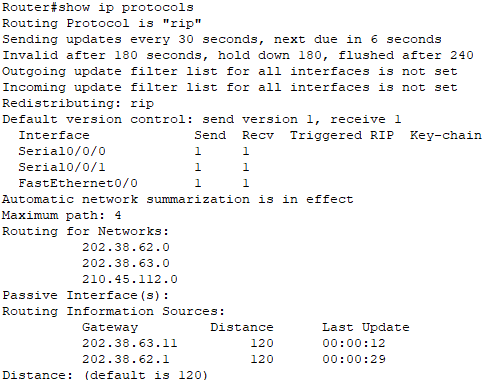 Router#show ip protocols
Routing Protocol is "rip"
Sending updates every 30 seconds, next due in 6 seconds
Invalid after 180 seconds, hold down 180, flushed after 240
Outgoing update filter list for all interfaces is not set
Incoming update filter list for all interfaces is not set
Redistributing: rip
Default version control: send version 1, receive 1
Interface Send Recv Triggered RIP Key-chain
Serial0/0/0 1 1
Serial0/0/1 1 1
FastEthernet0/0 1 1
Automatic network summarization is in effect
Maximum path: 4
Routing for Networks:
202.38.62.0
202.38.63.0
210.45.112.0
Passive Interface(s):
Routing Information Sources:
Gateway Distance Last Update
202.38.63.11 120 00:00:12
202.38.62.1 120 00:00:29
Distance: (default is 120)